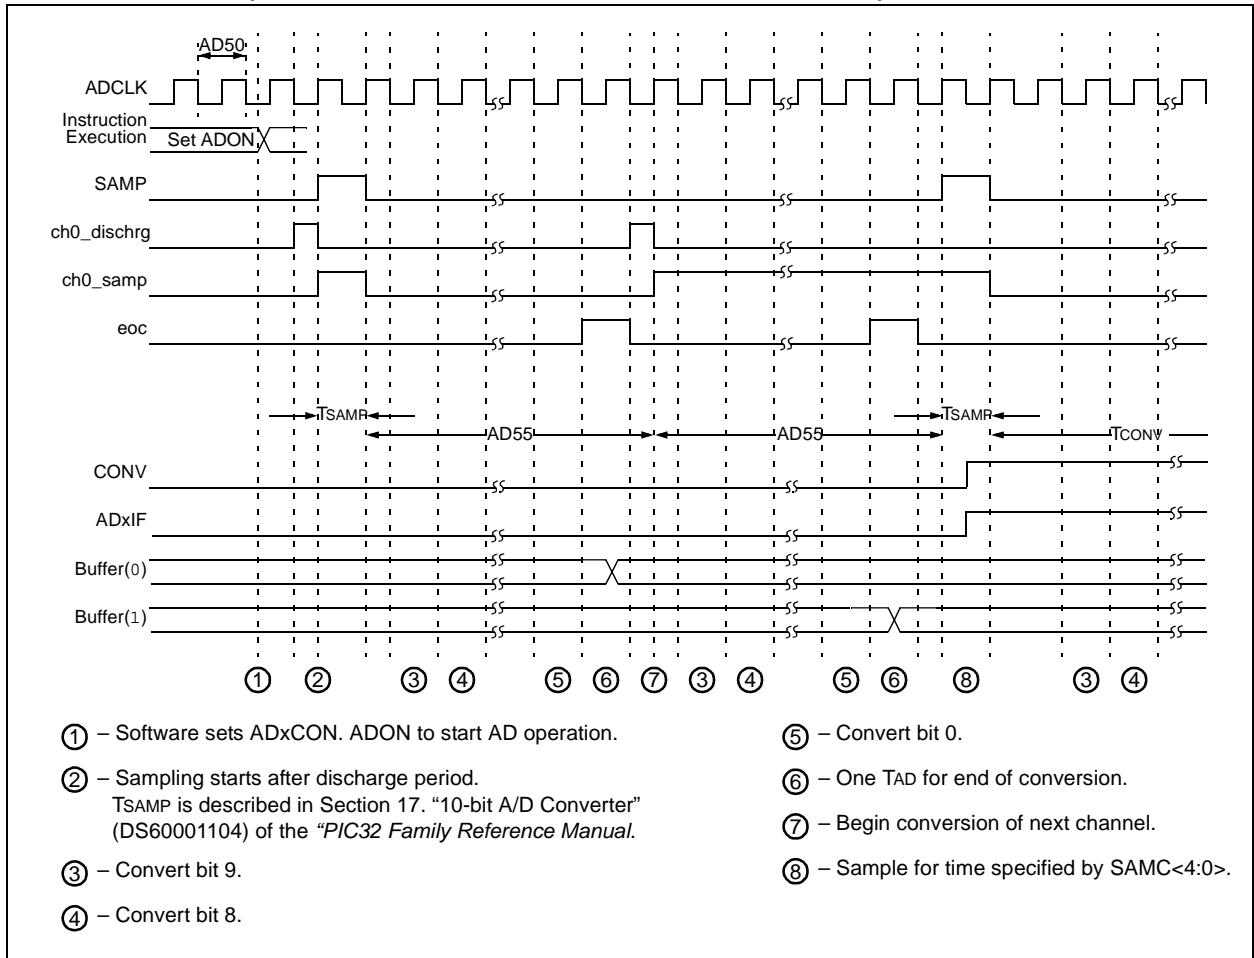 AD50
ADCLK
Instruction
Execution
Set ADON
SAMP
ch0_dischrg
ch0_samp
eoc
TSAMP
TSAMP
AD55
AD55
TCONV
CONV
ADxIF
Buffer(0)
Buffer(1)
1 2 3 4 5 6 7 3 4 5 6 8 3 4
1 – Software sets ADxCON. ADON to start AD operation.
2 – Sampling starts after discharge period.
TSAMP is described in Section 17. “10-bit A/D Converter”
(DS60001104) of the “PIC32 Family Reference Manual.
3 – Convert bit 9.
4 – Convert bit 8.
5 – Convert bit 0.
6 – One TAD for end of conversion.
7 – Begin conversion of next channel.
8 – Sample for time specified by SAMC<4:0>.